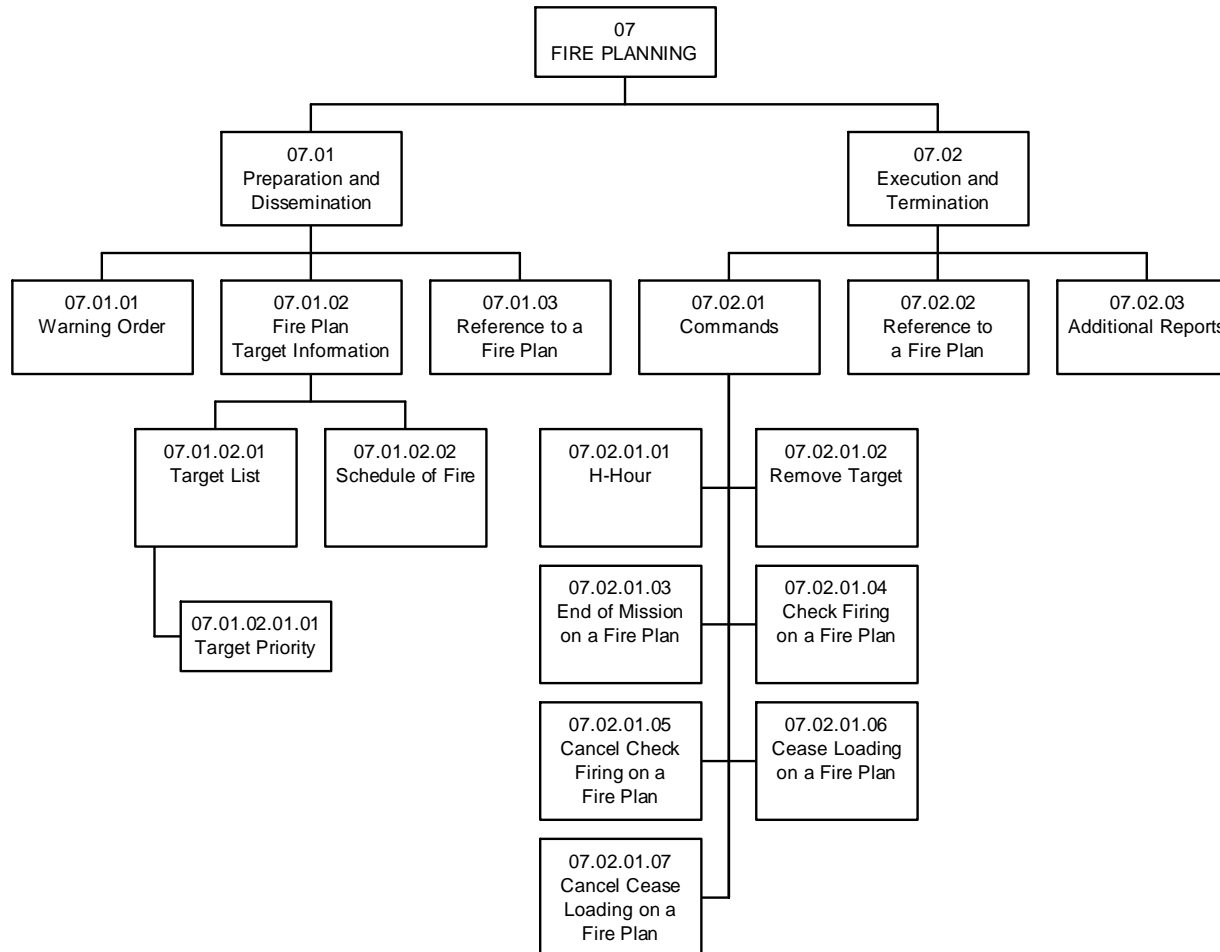 07
FIRE PLANNING
07.01
Preparation and
Dissemination
07.02
Execution and
Termination
07.01.01
Warning Order
07.01.02
Fire Plan
Target Information
07.01.03
Reference to a
Fire Plan
07.02.01
Commands
07.02.02
Reference to
a Fire Plan
07.02.03
Additional Reports
07.01.02.01
Target List
07.01.02.02
Schedule of Fire
07.02.01.01
H-Hour
07.02.01.02
Remove Target
07.01.02.01.01
Target Priority
07.02.01.03
End of Mission
on a Fire Plan
07.02.01.04
Check Firing
on a Fire Plan
07.02.01.05
Cancel Check
Firing on a
Fire Plan
07.02.01.06
Cease Loading
on a Fire Plan
07.02.01.07
Cancel Cease
Loading on a
Fire Plan